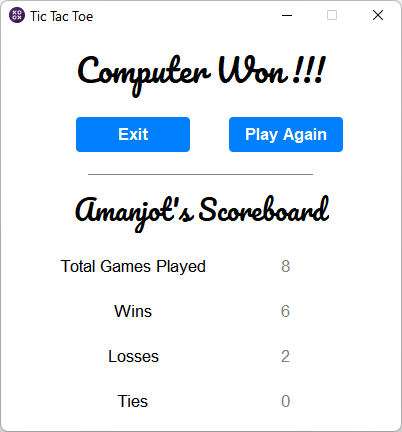 Tic Tac Toe
Computer Won !!!
Exit Play Again
Amanjot's Scoreboard
Total Games Played 8
Wins 6
Losses 2
Ties 0